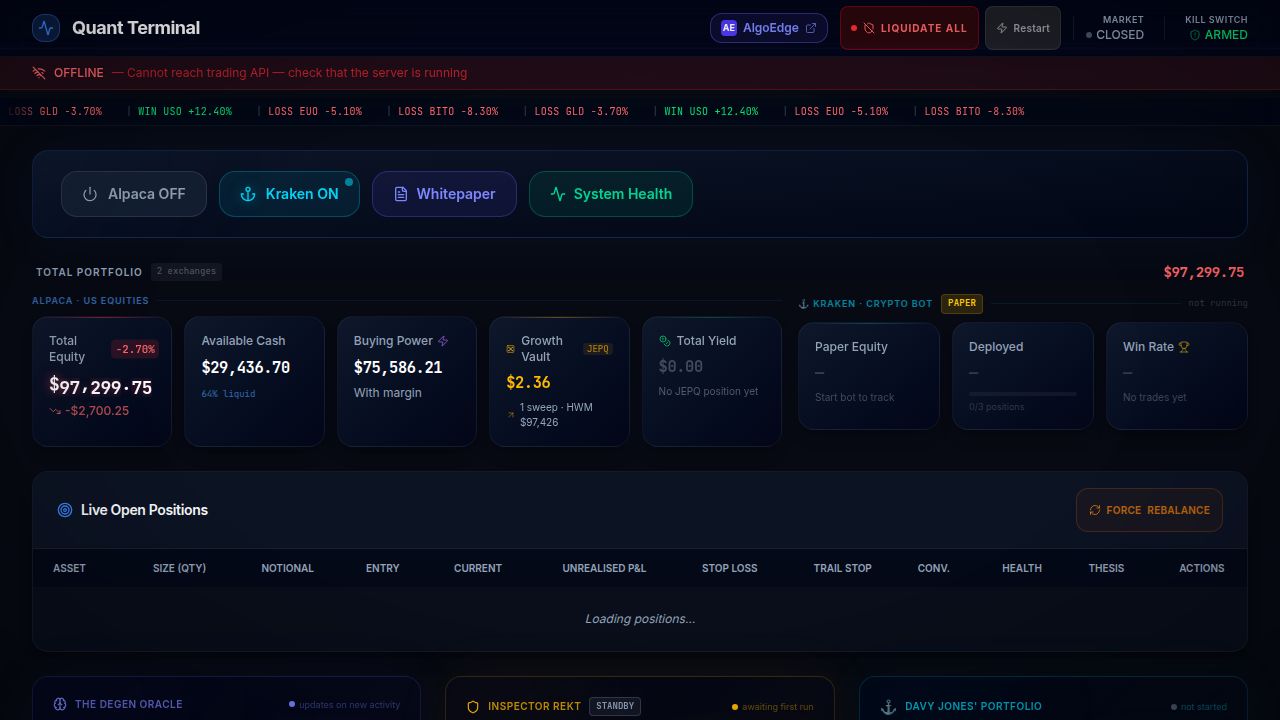 Quant Terminal
AE AlgoEdge
LIQUIDATE ALL
Restart
MARKET
CLOSED
KILL SWITCH
ARMED
OFFLINE — Cannot reach trading API — check that the server is running
LOSS GLD -3.70% | WIN USO +12.40% | LOSS EUO -5.10% | LOSS BITO -8.30% | LOSS GLD -3.70% | WIN USO +12.40% | LOSS EUO -5.10% | LOSS BITO -8.30%
Alpaca OFF
Kraken ON
Whitepaper
System Health
TOTAL PORTFOLIO 2 exchanges
$97,299.75
ALPACA · US EQUITIES
KRAKEN · CRYPTO BOT PAPER
not running
Total
Equity
-2.70%
$97,299.75
-$2,700.25
Available Cash
$29,436.70
64% liquid
Buying Power
$75,586.21
With margin
Growth
Vault
JEPQ
$2.36
1 sweep · HWM
$97,426
Total Yield
$0.00
No JEPQ position yet
Paper Equity
—
Start bot to track
Deployed
—
0/3 positions
Win Rate
—
No trades yet
Live Open Positions
FORCE REBALANCE
ASSET SIZE (QTY) NOTIONAL ENTRY CURRENT UNREALISED P&L STOP LOSS TRAIL STOP CONV. HEALTH THESIS ACTIONS
Loading positions...
THE DEGEN ORACLE
updates on new activity
INSPECTOR REKT STANDBY
awaiting first run
DAVY JONES' PORTFOLIO
not started